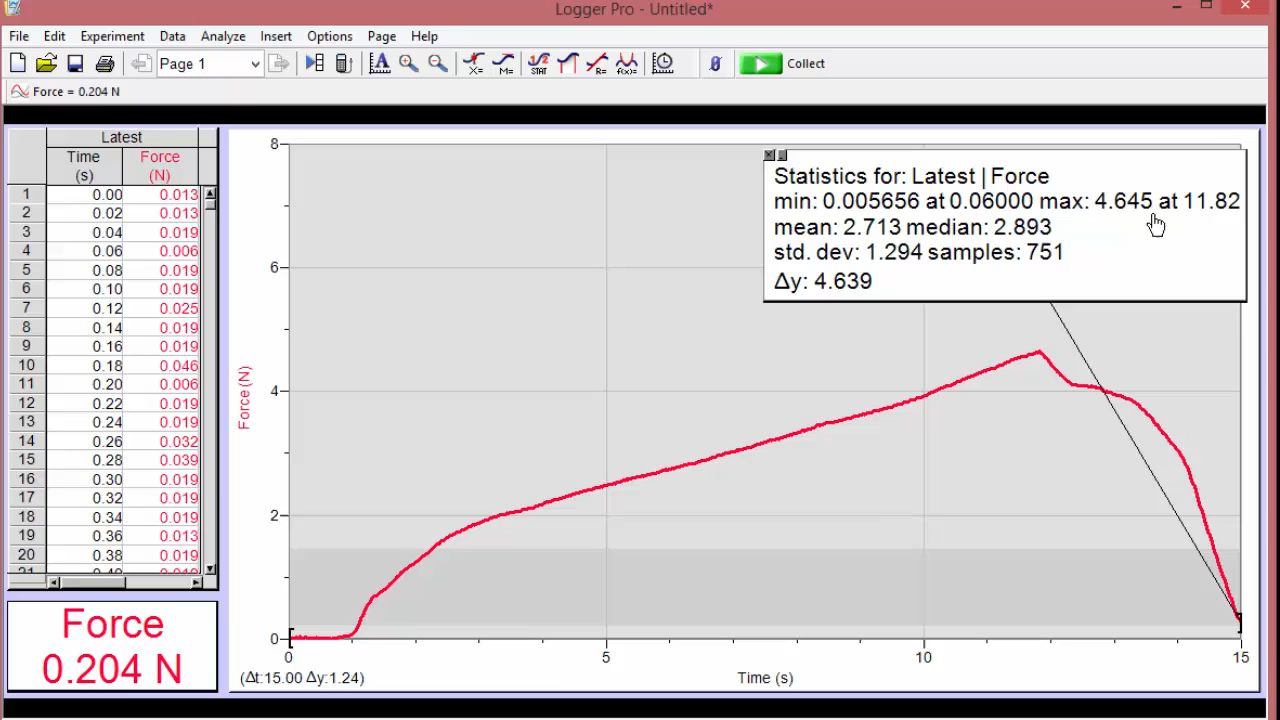 Logger Pro - Untitled*
File Edit Experiment Data Analyze Insert Options Page Help
Page 1 X= M= STAT R= f(x)= Collect
Force = 0.204 N
Latest
Time Force
(s) (N)
1 0.00 0.013
2 0.02 0.013
3 0.04 0.019
4 0.06 0.006
5 0.08 0.019
6 0.10 0.019
7 0.12 0.025
8 0.14 0.019
9 0.16 0.019
10 0.18 0.046
11 0.20 0.006
12 0.22 0.019
13 0.24 0.019
14 0.26 0.032
15 0.28 0.039
16 0.30 0.019
17 0.32 0.019
18 0.34 0.019
19 0.36 0.013
20 0.38 0.019
Force
0.204 N
Statistics for: Latest | Force
min: 0.005656 at 0.06000 max: 4.645 at 11.82
mean: 2.713 median: 2.893
std. dev: 1.294 samples: 751
Δy: 4.639
8
6
4
2
0
Force (N)
0 5 10 15
(Δt:15.00 Δy:1.24) Time (s)